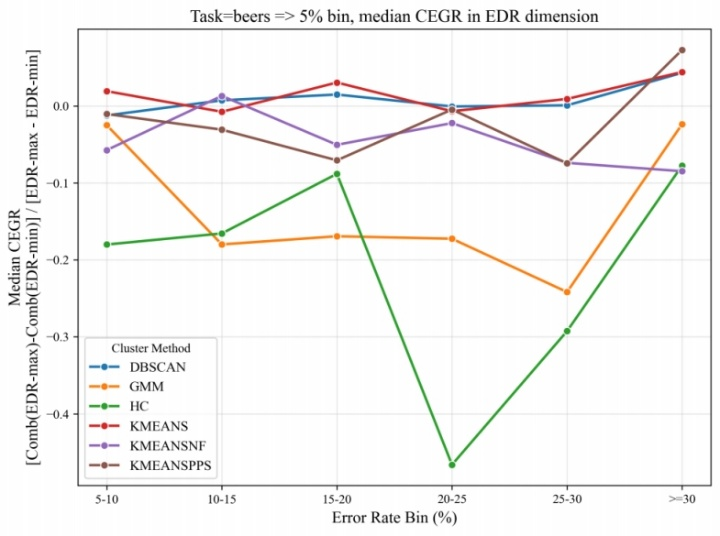 Task=beers => 5% bin, median CEGR in EDR dimension
Median CEGR
[Comb(EDR-max)-Comb(EDR-min)] / [EDR-max - EDR-min]
0.0
−0.1
−0.2
−0.3
−0.4
Cluster Method
DBSCAN
GMM
HC
KMEANS
KMEANSNF
KMEANSPPS
5-10
10-15
15-20
20-25
25-30
>=30
Error Rate Bin (%)